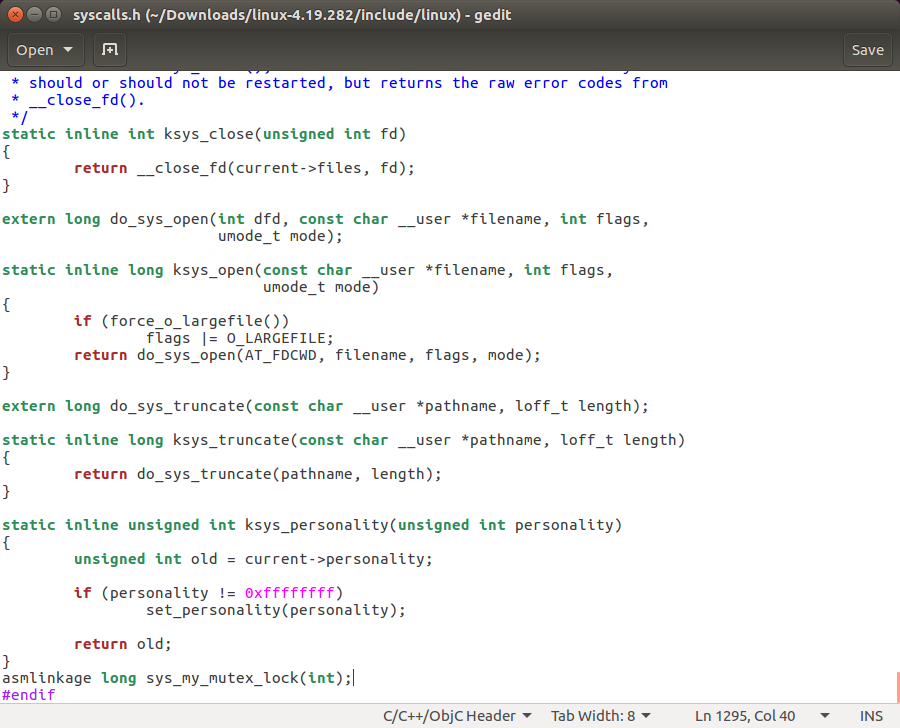 syscalls.h (~/Downloads/linux-4.19.282/include/linux) - gedit
Open Save
* should or should not be restarted, but returns the raw error codes from
* __close_fd().
*/
static inline int ksys_close(unsigned int fd)
{
return __close_fd(current->files, fd);
}
extern long do_sys_open(int dfd, const char __user *filename, int flags,
umode_t mode);
static inline long ksys_open(const char __user *filename, int flags,
umode_t mode)
{
if (force_o_largefile())
flags |= O_LARGEFILE;
return do_sys_open(AT_FDCWD, filename, flags, mode);
}
extern long do_sys_truncate(const char __user *pathname, loff_t length);
static inline long ksys_truncate(const char __user *pathname, loff_t length)
{
return do_sys_truncate(pathname, length);
}
static inline unsigned int ksys_personality(unsigned int personality)
{
unsigned int old = current->personality;
if (personality != 0xffffffff)
set_personality(personality);
return old;
}
asmlinkage long sys_my_mutex_lock(int);
#endif
C/C++/ObjC Header Tab Width: 8 Ln 1295, Col 40 INS